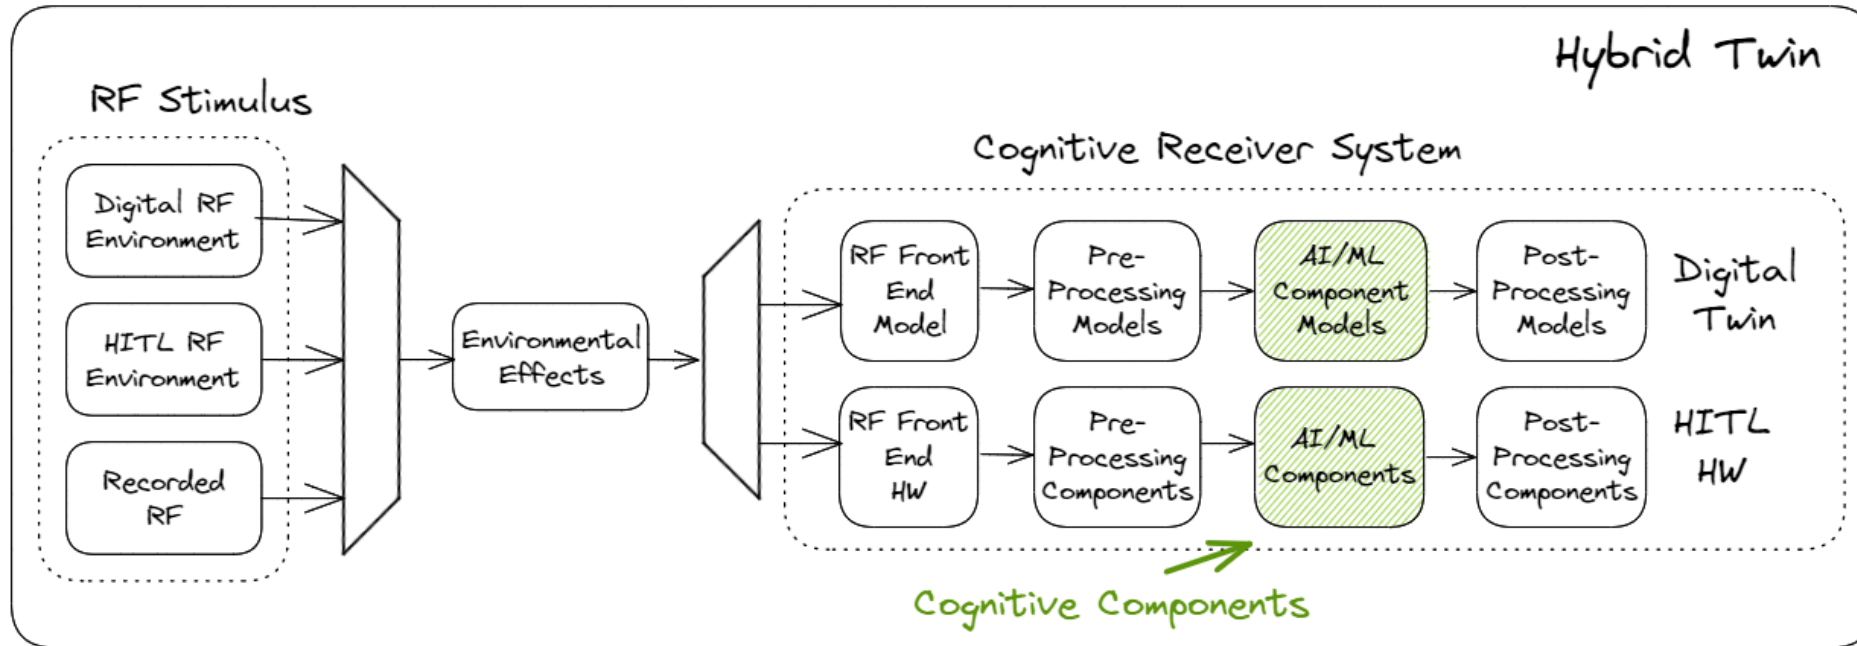 Hybrid Twin
RF Stimulus
Digital RF
Environment
HITL RF
Environment
Recorded
RF
Environmental
Effects
Cognitive Receiver System
RF Front
End
Model
Pre-
Processing
Models
AI/ML
Component
Models
Post-
Processing
Models
Digital
Twin
RF Front
End
HW
Pre-
Processing
Components
AI/ML
Components
Post-
Processing
Components
HITL
HW
Cognitive Components